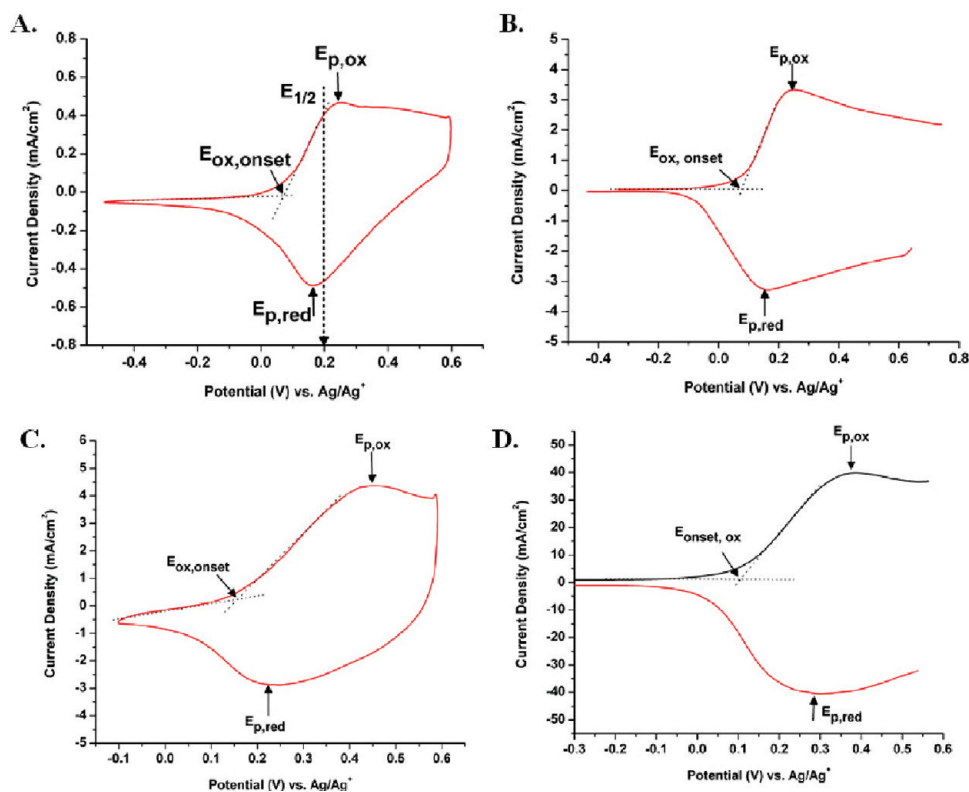 A.
0.8
0.6
0.4
0.2
0.0
-0.2
-0.4
-0.6
-0.8
Current Density (mA/cm²)
E1/2
Ep,ox
Eox,onset
Ep,red
-0.4
-0.2
0.0
0.2
0.4
0.6
Potential (V) vs. Ag/Ag⁺
B.
5
4
3
2
1
0
-1
-2
-3
-4
-5
Current Density (mA/cm²)
Ep,ox
Eox, onset
Ep,red
-0.4
-0.2
0.0
0.2
0.4
0.6
0.8
Potential (V) vs. Ag/Ag⁺
C.
6
5
4
3
2
1
0
-1
-2
-3
-4
-5
Current Density (mA/cm²)
Ep,ox
Eox,onset
Ep,red
-0.1
0.0
0.1
0.2
0.3
0.4
0.5
0.6
Potential (V) vs. Ag/Ag⁺
D.
50
40
30
20
10
0
-10
-20
-30
-40
-50
Current Density (mA/cm²)
Ep,ox
Eonset, ox
Ep,red
-0.3
-0.2
-0.1
0.0
0.1
0.2
0.3
0.4
0.5
0.6
Potential (V) vs. Ag/Ag⁺